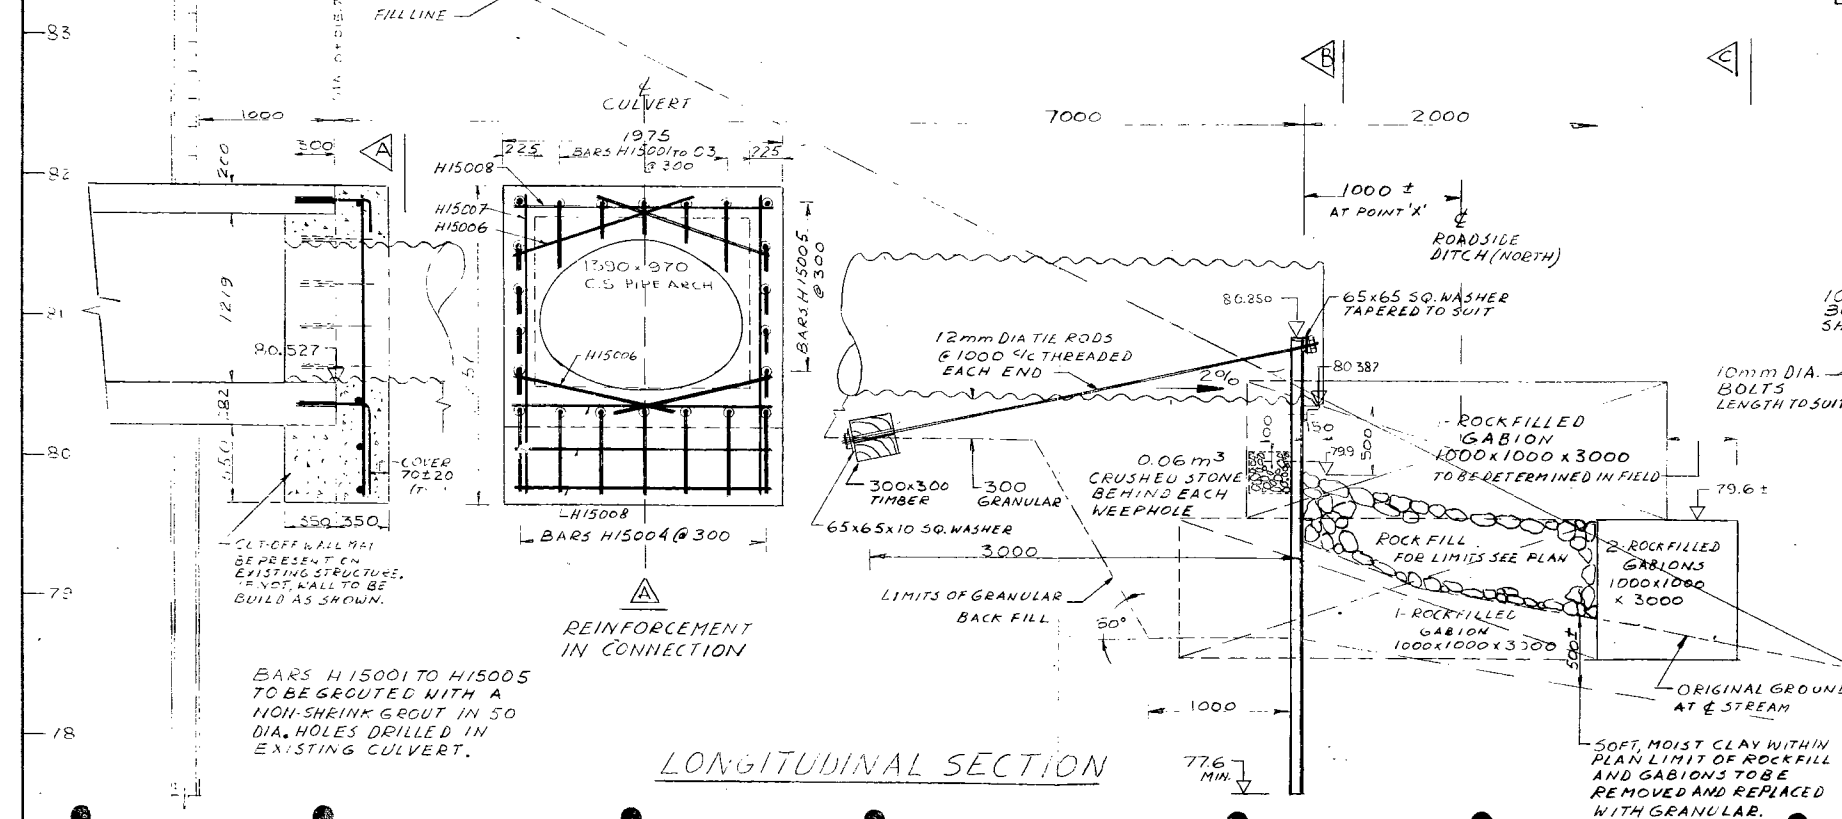 83
82
81
80
79
78
FILL LINE
1000
300
A
200
1219
80.527
182
550
350 350
COVER
70±20
CUT-OFF WALL MAY
BE PRESENT ON
EXISTING STRUCTURE.
IF NOT, WALL TO BE
BUILD AS SHOWN.
BARS H15001 TO H15005
TO BE GROUTED WITH A
NON-SHRINK GROUT IN 50
DIA. HOLES DRILLED IN
EXISTING CULVERT.
℄
CULVERT
1975
225
BARS H15001 TO 03
@ 300
225
H15008
H15007
H15006
1390 x 970
C.S PIPE ARCH
H15006
BARS H15005
@ 300
H15008
BARS H15004 @ 300
A
REINFORCEMENT
IN CONNECTION
LONGITUDINAL SECTION
B
C
7000
2000
1000 ±
AT POINT 'X'
℄
ROADSIDE
DITCH (NORTH)
80.850
65x65 SQ. WASHER
TAPERED TO SUIT
12mm DIA TIE RODS
@ 1000 c/c THREADED
EACH END
2%
80.387
100
150
79.9
500
300x300
TIMBER
300
GRANULAR
65x65x10 SQ. WASHER
0.06 m³
CRUSHED STONE
BEHIND EACH
WEEPHOLE
3000
LIMITS OF GRANULAR
BACK FILL
1000
77.6
MIN.
1-ROCKFILLED
GABION
1000x1000 x 3000
TO BE DETERMINED IN FIELD
79.6 ±
ROCK FILL
FOR LIMITS SEE PLAN
2-ROCKFILLED
GABIONS
1000x1000
x 3000
1-ROCKFILLED
GABION
1000x1000 x 3000
500±
ORIGINAL GROUND
AT ℄ STREAM
SOFT, MOIST CLAY WITHIN
PLAN LIMIT OF ROCKFILL
AND GABIONS TO BE
REMOVED AND REPLACED
WITH GRANULAR.
10mm DIA.
BOLTS
LENGTH TO SUIT